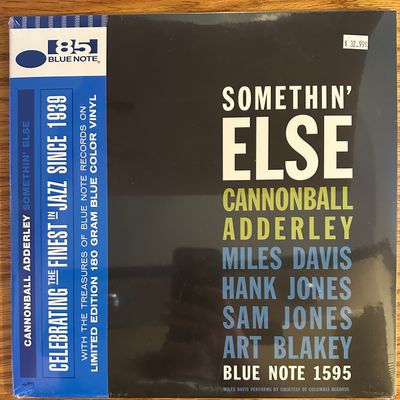 85
BLUE NOTE
CANNONBALL ADDERLEY SOMETHIN' ELSE
CELEBRATING THE FINEST IN JAZZ SINCE 1939
WITH THE TREASURES OF BLUE NOTE RECORDS ON
LIMITED EDITION 180 GRAM BLUE COLOR VINYL
$ 32.99
SOMETHIN'
ELSE
CANNONBALL
ADDERLEY
MILES DAVIS
HANK JONES
SAM JONES
ART BLAKEY
BLUE NOTE 1595
MILES DAVIS PERFORMS BY COURTESY OF COLUMBIA RECORDS